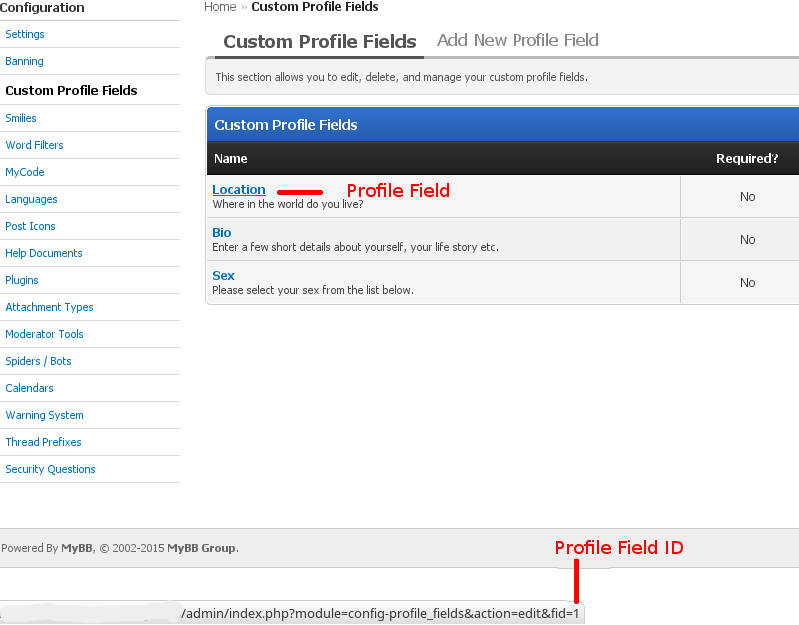 Configuration
Settings
Banning
Custom Profile Fields
Smilies
Word Filters
MyCode
Languages
Post Icons
Help Documents
Plugins
Attachment Types
Moderator Tools
Spiders / Bots
Calendars
Warning System
Thread Prefixes
Security Questions
Home » Custom Profile Fields
Custom Profile Fields Add New Profile Field
This section allows you to edit, delete, and manage your custom profile fields.
Custom Profile Fields
Name Required?
Location Profile Field
Where in the world do you live?
No
Bio
Enter a few short details about yourself, your life story etc.
No
Sex
Please select your sex from the list below.
No
Powered By MyBB, © 2002-2015 MyBB Group.
Profile Field ID
/admin/index.php?module=config-profile_fields&action=edit&fid=1